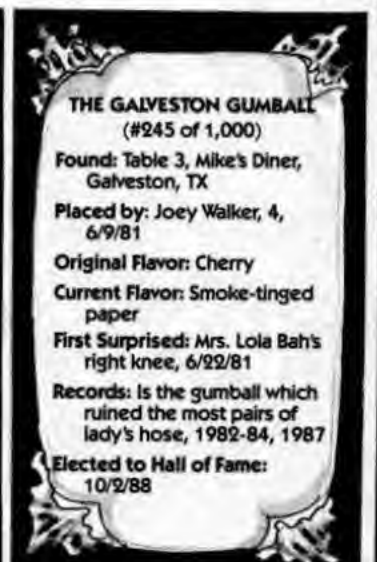 THE GALVESTON GUMBALL
(#245 of 1,000)
Found: Table 3, Mike's Diner,
Galveston, TX
Placed by: Joey Walker, 4,
6/9/81
Original Flavor: Cherry
Current Flavor: Smoke-tinged
paper
First Surprised: Mrs. Lola Bah's
right knee, 6/22/81
Records: Is the gumball which
ruined the most pairs of
lady's hose, 1982-84, 1987
Elected to Hall of Fame:
10/2/88